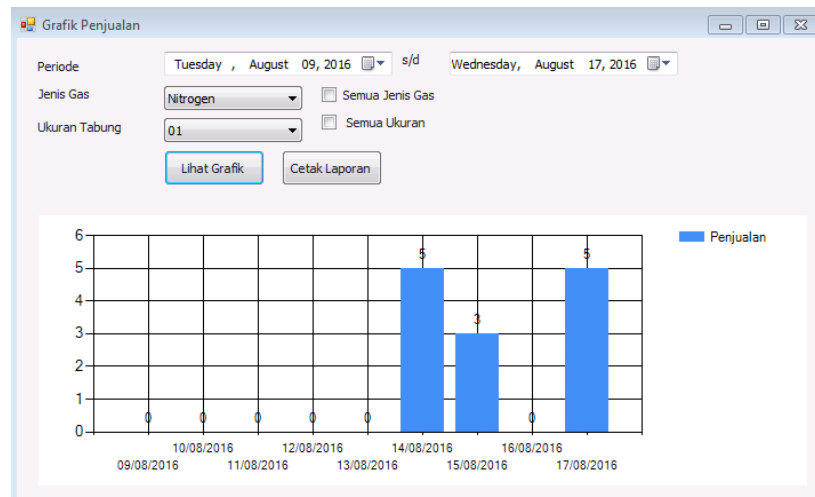 Grafik Penjualan
Periode
Tuesday , August 09, 2016
s/d
Wednesday, August 17, 2016
Jenis Gas
Nitrogen
Semua Jenis Gas
Ukuran Tabung
01
Semua Ukuran
Lihat Grafik
Cetak Laporan
6
5
4
3
2
1
0
0 0 0 0 0 5 3 0 5
Penjualan
10/08/2016 12/08/2016 14/08/2016 16/08/2016
09/08/2016 11/08/2016 13/08/2016 15/08/2016 17/08/2016